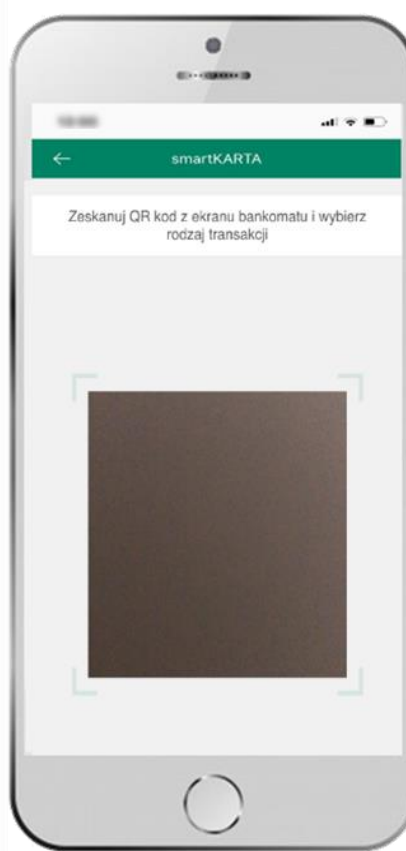 smartKARTA
Zeskanuj QR kod z ekranu bankomatu i wybierz
rodzaj transakcji